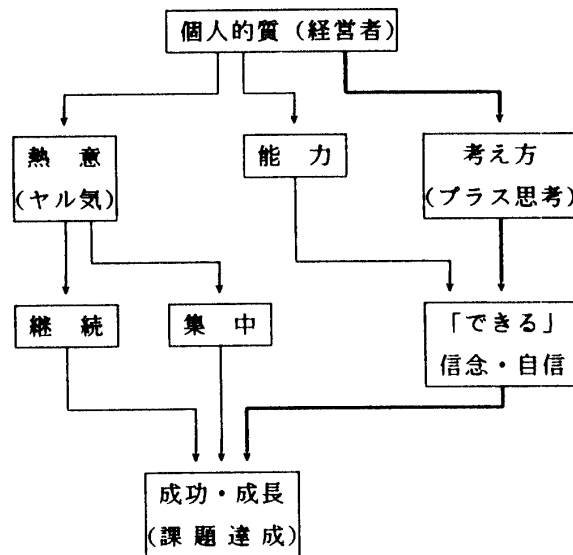 個人的質（経営者）
熱 意
(ヤル気)
能 力
考え方
(プラス思考)
継 続
集 中
「できる」
信念・自信
成功・成長
(課題達成)